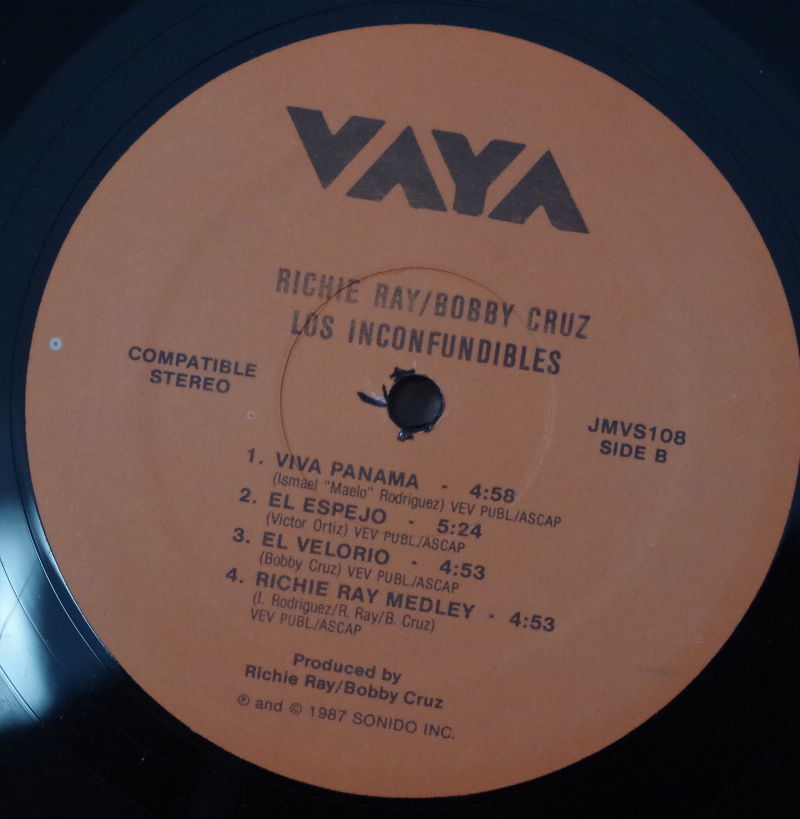 VAYA
RICHIE RAY/BOBBY CRUZ
LOS INCONFUNDIBLES
COMPATIBLE
STEREO
JMVS108
SIDE B
1. VIVA PANAMA - 4:58
(Ismael "Maelo" Rodriguez) VEV PUBL./ASCAP
2. EL ESPEJO - 5:24
(Victor Ortiz) VEV PUBL./ASCAP
3. EL VELORIO - 4:53
(Bobby Cruz) VEV PUBL./ASCAP
4. RICHIE RAY MEDLEY - 4:53
(I. Rodriguez/R. Ray/B. Cruz)
VEV PUBL./ASCAP
Produced by
Richie Ray/Bobby Cruz
℗ and © 1987 SONIDO INC.